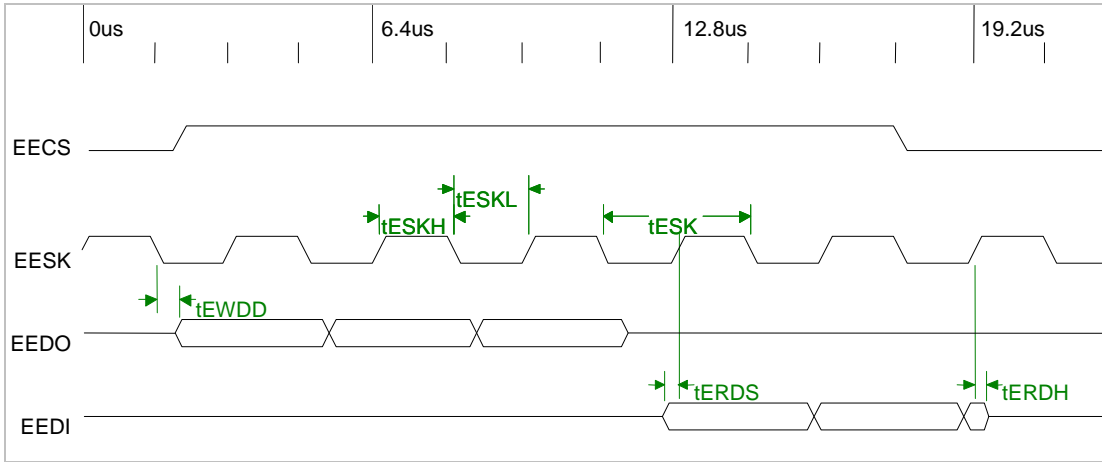 0us 6.4us 12.8us 19.2us
EECS
tESKL
tESKH tESK
EESK
tEWDD
EEDO
tERDS tERDH
EEDI